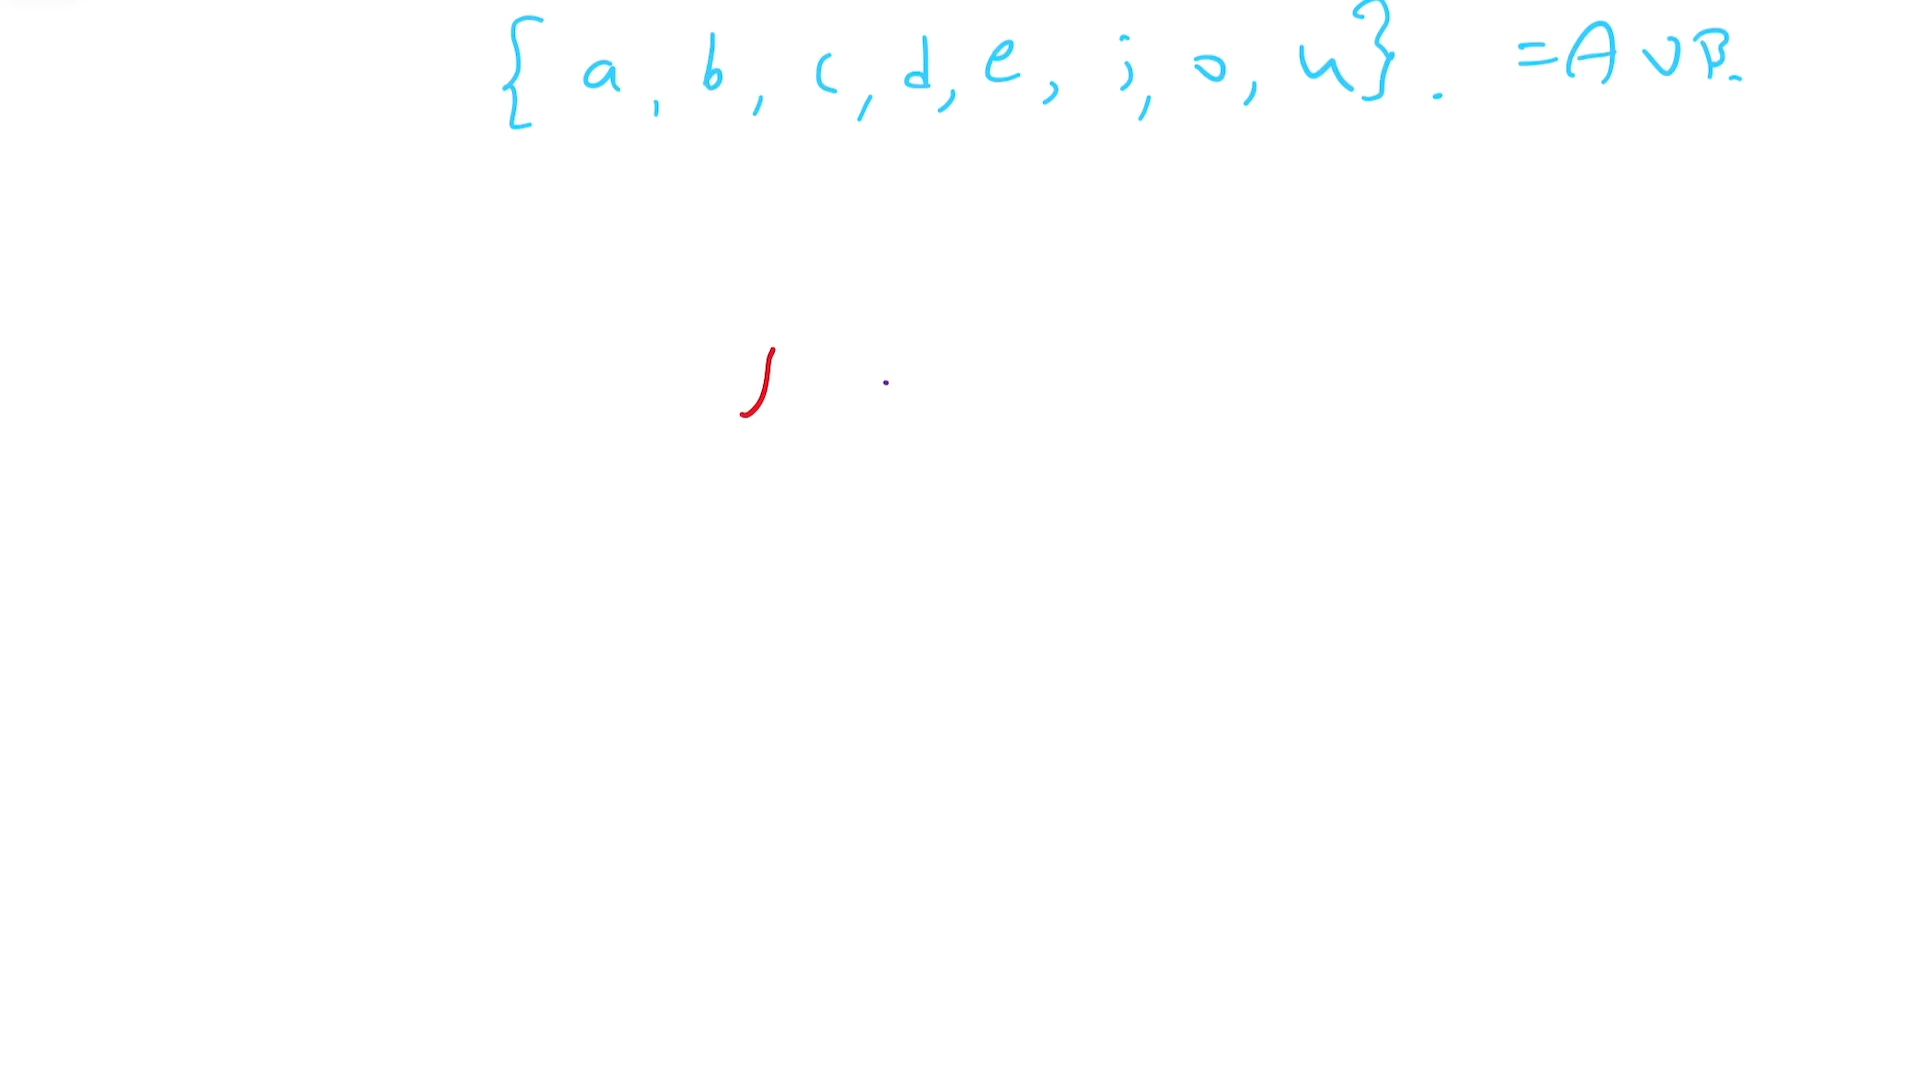 { a, b, c, d, e, i, o, u}. = A ∪ B.